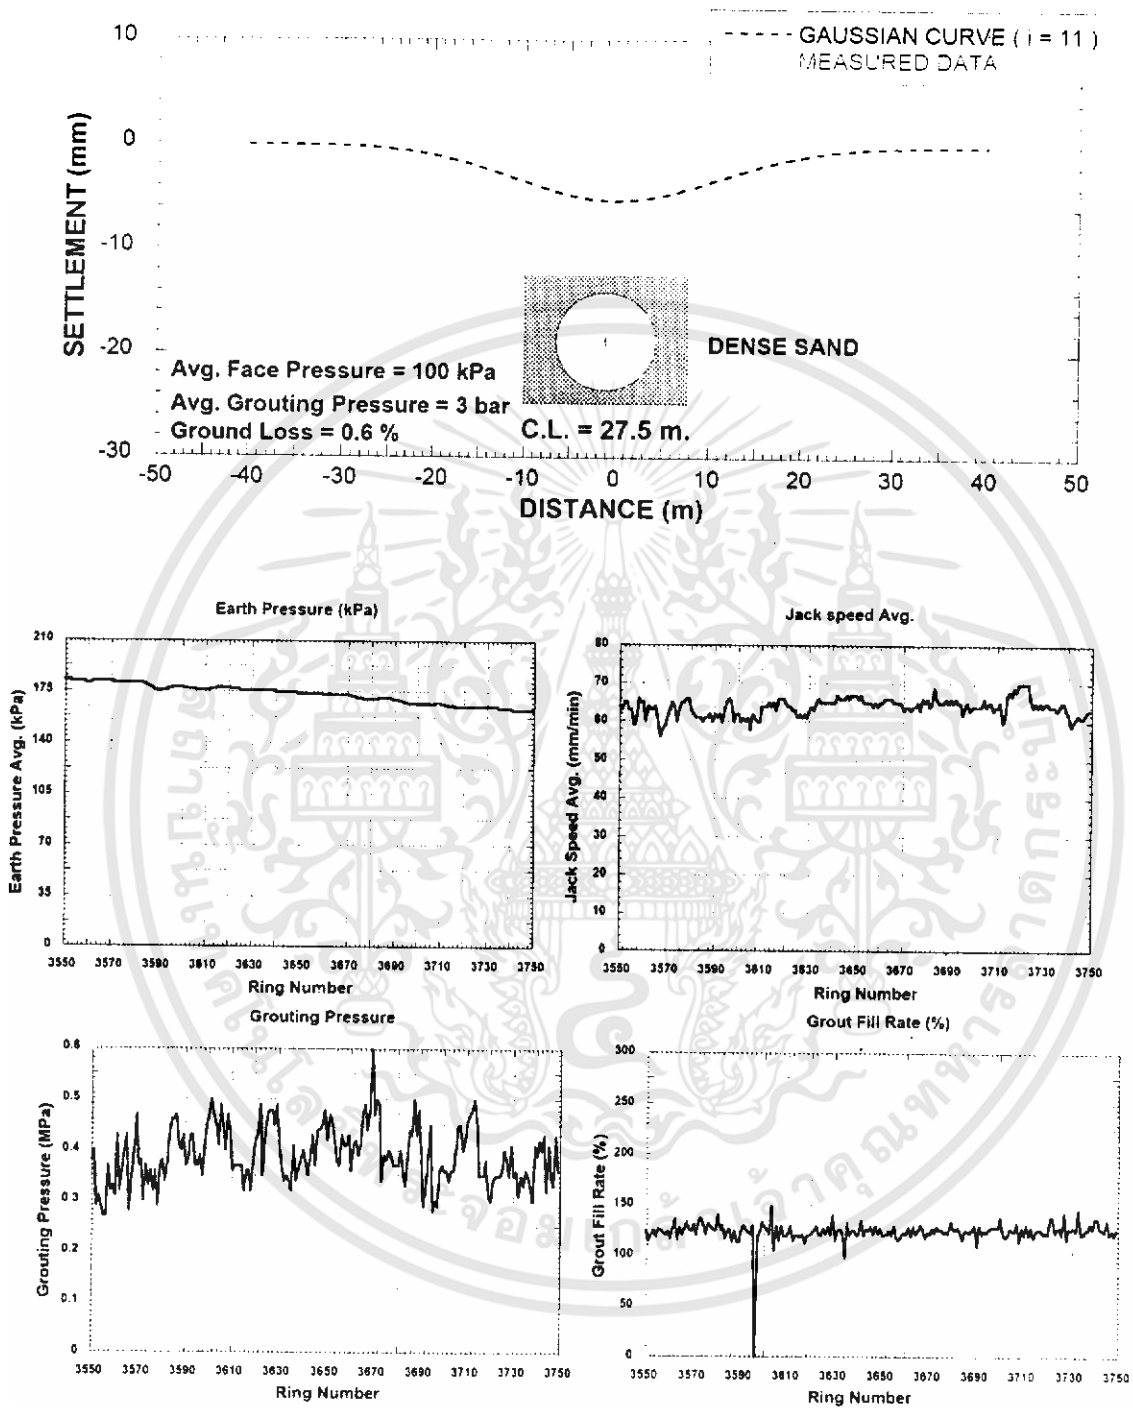 - - - - GAUSSIAN CURVE ( i = 11 )
MEASURED DATA
10
0
-10
-20
-30
SETTLEMENT (mm)
DENSE SAND
Avg. Face Pressure = 100 kPa
Avg. Grouting Pressure = 3 bar
Ground Loss = 0.6 %
C.L. = 27.5 m.
-50 -40 -30 -20 -10 0 10 20 30 40 50
DISTANCE (m)
Earth Pressure (kPa)
210
175
140
105
70
35
0
Earth Pressure Avg. (kPa)
3550 3570 3590 3610 3630 3650 3670 3690 3710 3730 3750
Ring Number
Jack speed Avg.
80
70
60
50
40
30
20
10
0
Jack Speed Avg. (mm/min)
3550 3570 3590 3610 3630 3650 3670 3690 3710 3730 3750
Ring Number
Grouting Pressure
0.6
0.5
0.4
0.3
0.2
0.1
0
Grouting Pressure (MPa)
3550 3570 3590 3610 3630 3650 3670 3690 3710 3730 3750
Ring Number
Grout Fill Rate (%)
300
250
200
150
100
50
0
Grout Fill Rate (%)
3550 3570 3590 3610 3630 3650 3670 3690 3710 3730 3750
Ring Number